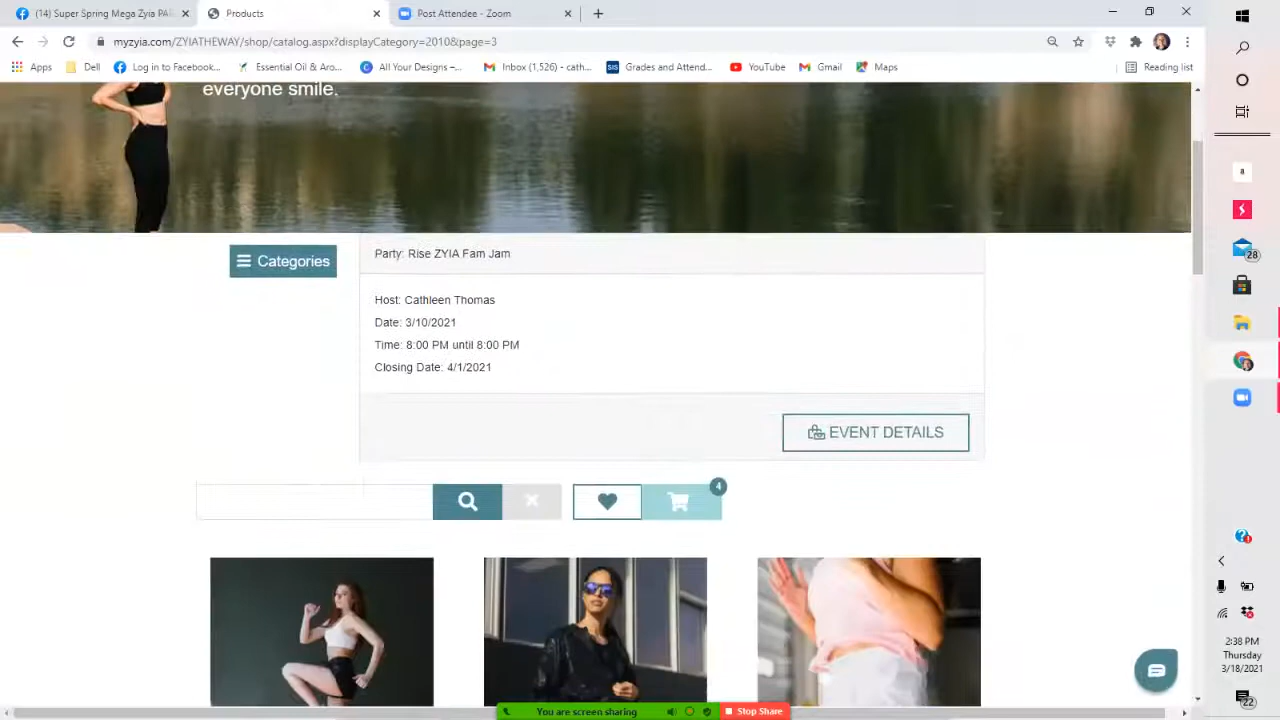 (14) Super Spring Mega Zyia PA
Products
Post Attendee - Zoom
myzyia.com/ZYIATHEWAY/shop/catalog.aspx?displayCategory=2010&page=3
Apps
Dell
Log in to Facebook...
Essential Oil & Aro...
All Your Designs –...
Inbox (1,526) - cath...
SIS
Grades and Attend...
YouTube
Gmail
Maps
Reading list
everyone smile.
Categories
Party: Rise ZYIA Fam Jam
Host: Cathleen Thomas
Date: 3/10/2021
Time: 8:00 PM until 8:00 PM
Closing Date: 4/1/2021
EVENT DETAILS
4
You are screen sharing
Stop Share
a
28
2:38 PM
Thursday
3/18/2021
22